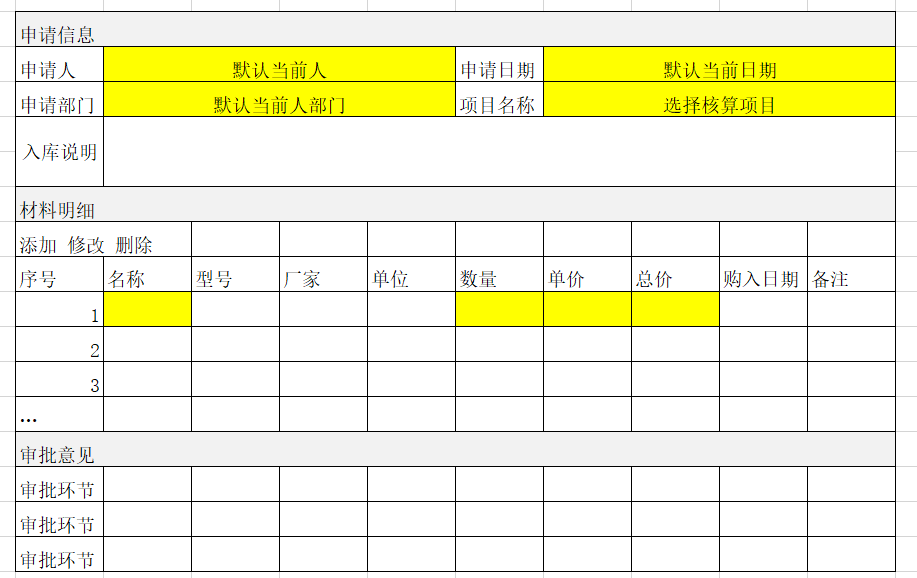 申请信息
申请人 默认当前人 申请日期 默认当前日期
申请部门 默认当前人部门 项目名称 选择核算项目
入库说明
材料明细
添加 修改 删除
序号 名称 型号 厂家 单位 数量 单价 总价 购入日期 备注
1
2
3
...
审批意见
审批环节
审批环节
审批环节